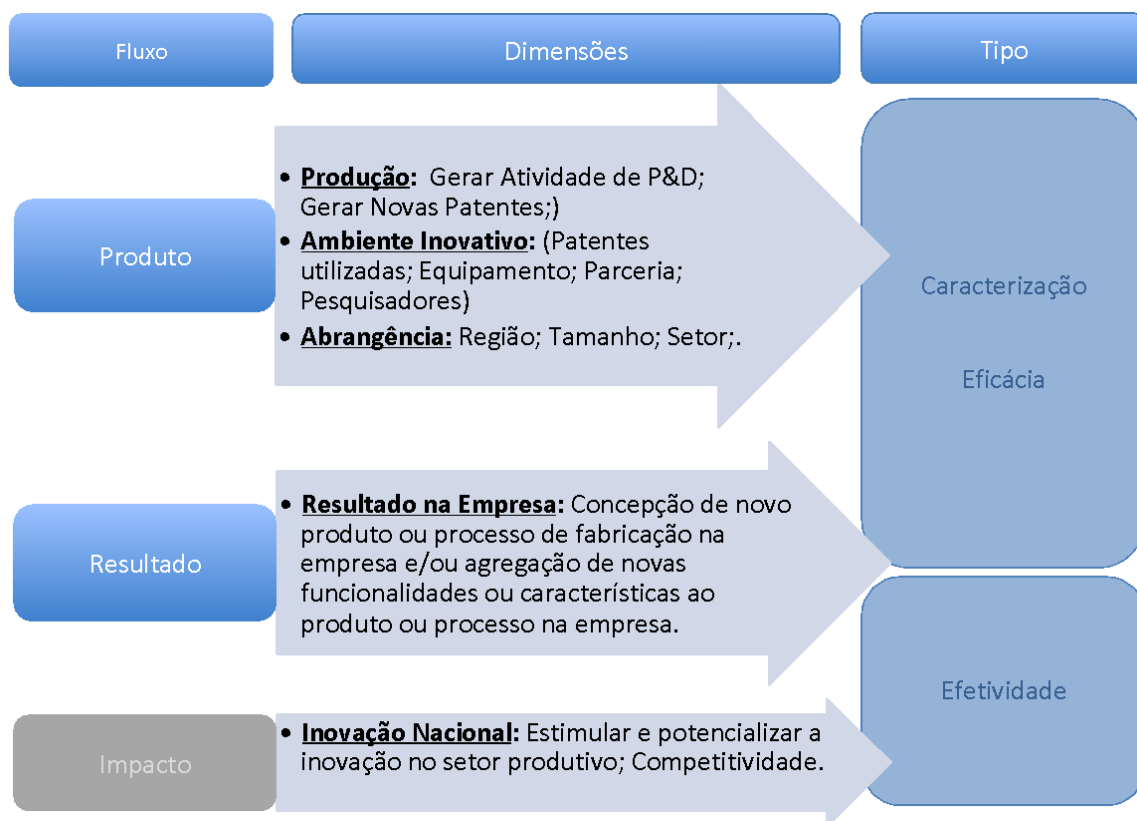 Fluxo
Dimensões
Tipo
Produto
• Produção: Gerar Atividade de P&D;
Gerar Novas Patentes;)
• Ambiente Inovativo: (Patentes
utilizadas; Equipamento; Parceria;
Pesquisadores)
• Abrangência: Região; Tamanho; Setor;.
Caracterização
Eficácia
Resultado
• Resultado na Empresa: Concepção de novo
produto ou processo de fabricação na
empresa e/ou agregação de novas
funcionalidades ou características ao
produto ou processo na empresa.
Efetividade
Impacto
• Inovação Nacional: Estimular e potencializar a
inovação no setor produtivo; Competitividade.